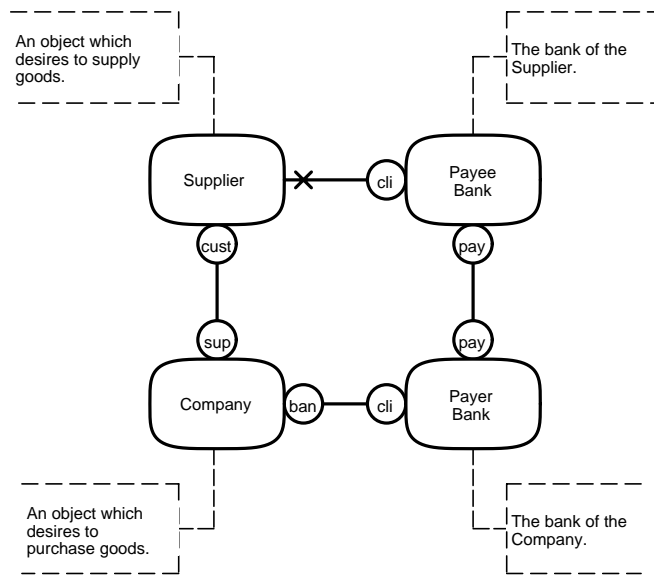 An object which
desires to supply
goods.
The bank of the
Supplier.
Supplier
cli
Payee
Bank
cust
pay
sup
pay
Company
ban
cli
Payer
Bank
An object which
desires to
purchase goods.
The bank of the
Company.